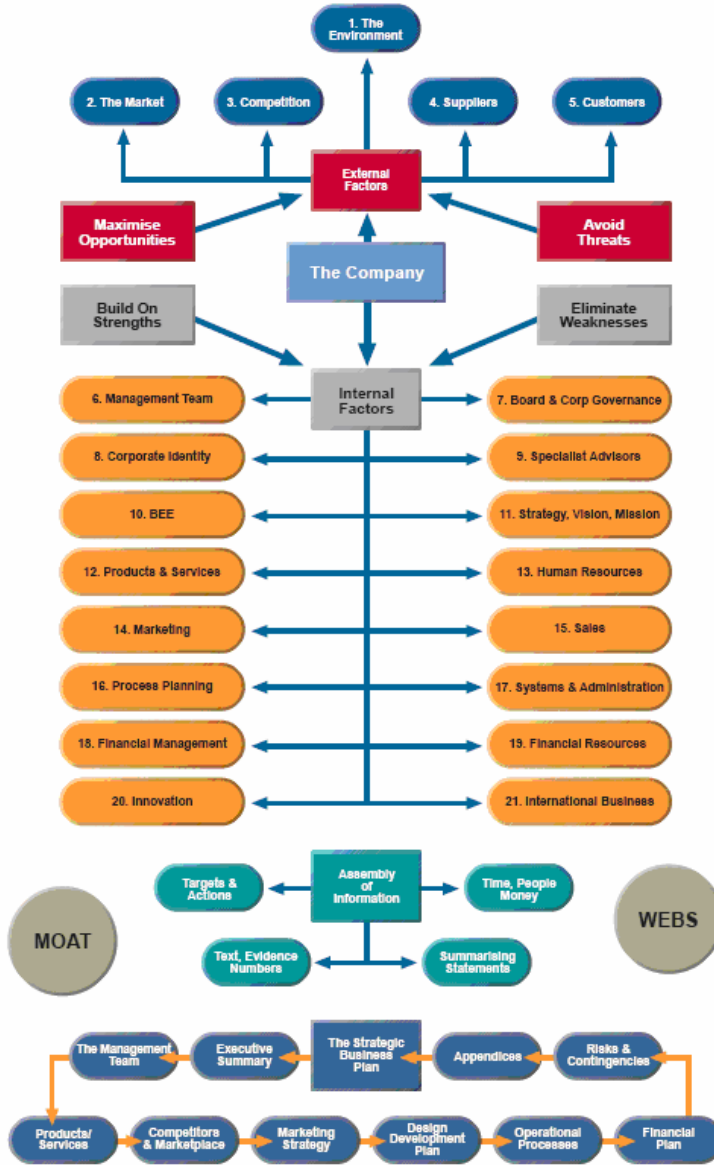 1. The
Environment
2. The Market
3. Competition
4. Suppliers
5. Customers
External
Factors
Maximise
Opportunities
Avoid
Threats
The Company
Build On
Strengths
Eliminate
Weaknesses
Internal
Factors
6. Management Team
7. Board & Corp Governance
8. Corporate Identity
9. Specialist Advisors
10. BEE
11. Strategy, Vision, Mission
12. Products & Services
13. Human Resources
14. Marketing
15. Sales
16. Process Planning
17. Systems & Administration
18. Financial Management
19. Financial Resources
20. Innovation
21. International Business
Assembly
of
Information
Targets &
Actions
Time, People
Money
MOAT
WEBS
Text, Evidence
Numbers
Summarising
Statements
The Management
Team
Executive
Summary
The Strategic
Business
Plan
Appendices
Risks &
Contingencies
Products/
Services
Competitors
& Marketplace
Marketing
Strategy
Design
Development
Plan
Operational
Processes
Financial
Plan